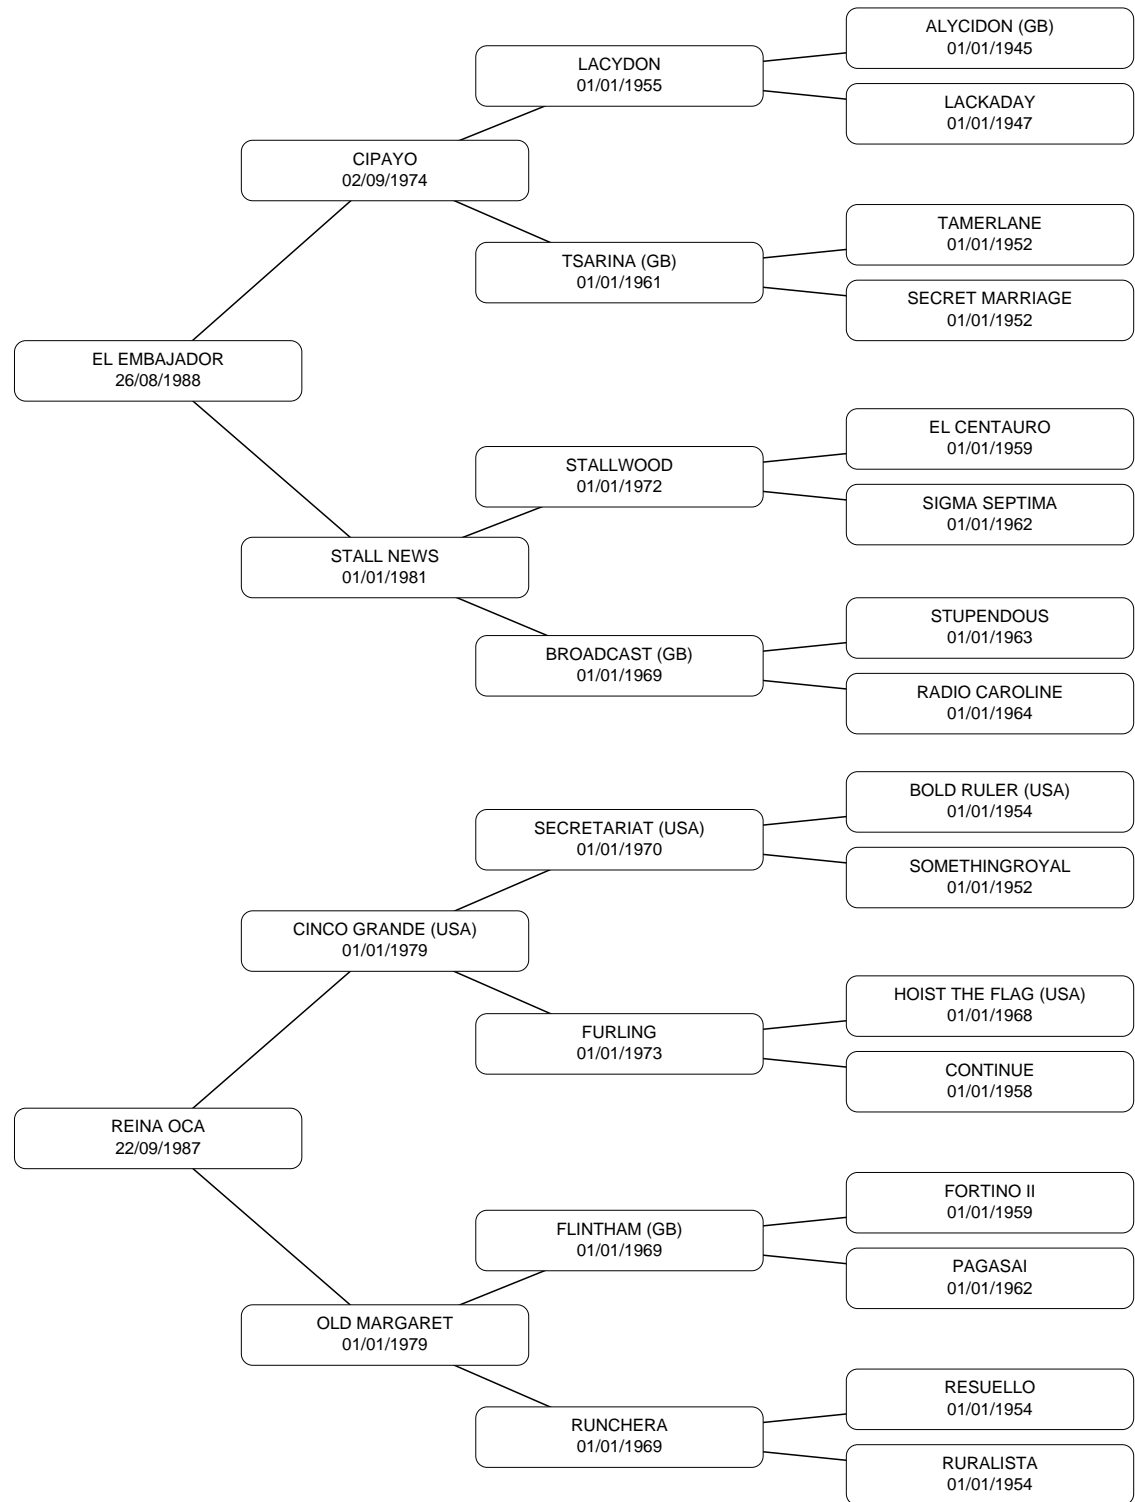 ALYCIDON (GB)
01/01/1945
LACYDON
01/01/1955
LACKADAY
01/01/1947
CIPAYO
02/09/1974
TAMERLANE
01/01/1952
TSARINA (GB)
01/01/1961
SECRET MARRIAGE
01/01/1952
EL EMBAJADOR
26/08/1988
EL CENTAURO
01/01/1959
STALLWOOD
01/01/1972
SIGMA SEPTIMA
01/01/1962
STALL NEWS
01/01/1981
STUPENDOUS
01/01/1963
BROADCAST (GB)
01/01/1969
RADIO CAROLINE
01/01/1964
BOLD RULER (USA)
01/01/1954
SECRETARIAT (USA)
01/01/1970
SOMETHINGROYAL
01/01/1952
CINCO GRANDE (USA)
01/01/1979
HOIST THE FLAG (USA)
01/01/1968
FURLING
01/01/1973
CONTINUE
01/01/1958
REINA OCA
22/09/1987
FORTINO II
01/01/1959
FLINTHAM (GB)
01/01/1969
PAGASAI
01/01/1962
OLD MARGARET
01/01/1979
RESUELLO
01/01/1954
RUNCHERA
01/01/1969
RURALISTA
01/01/1954